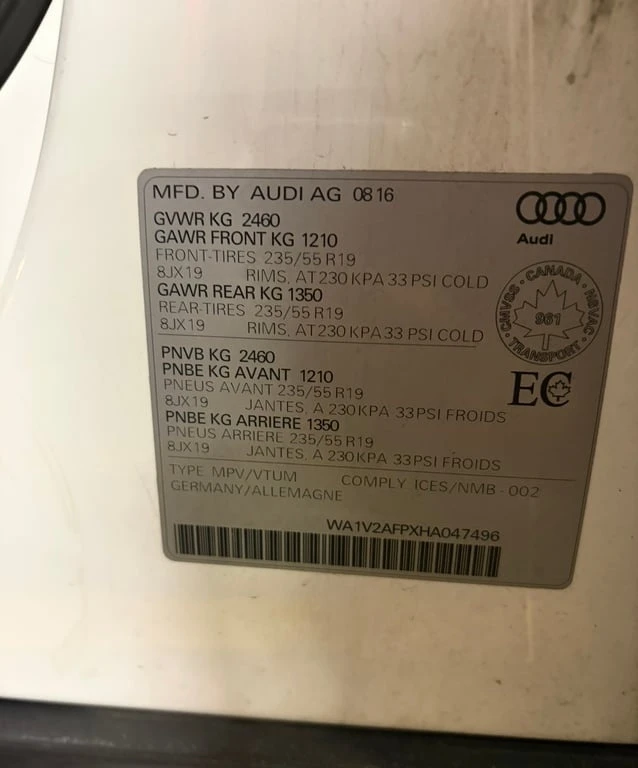 MFD. BY AUDI AG 08 16
GVWR KG 2460
GAWR FRONT KG 1210
FRONT-TIRES 235/55 R19
8JX19 RIMS, AT 230 KPA 33 PSI COLD
GAWR REAR KG 1350
REAR-TIRES 235/55 R19
8JX19 RIMS, AT 230 KPA 33 PSI COLD
Audi
CANADA · NSVAC · TRANSPORT · CMVSS ·
961
PNVB KG 2460
PNBE KG AVANT 1210
PNEUS AVANT 235/55 R19
8JX19 JANTES, A 230 KPA 33 PSI FROIDS
PNBE KG ARRIERE 1350
PNEUS ARRIERE 235/55 R19
8JX19 JANTES, A 230 KPA 33 PSI FROIDS
EC
TYPE MPV/VTUM COMPLY ICES/NMB - 002
GERMANY/ALLEMAGNE
WA1V2AFPXHA047496